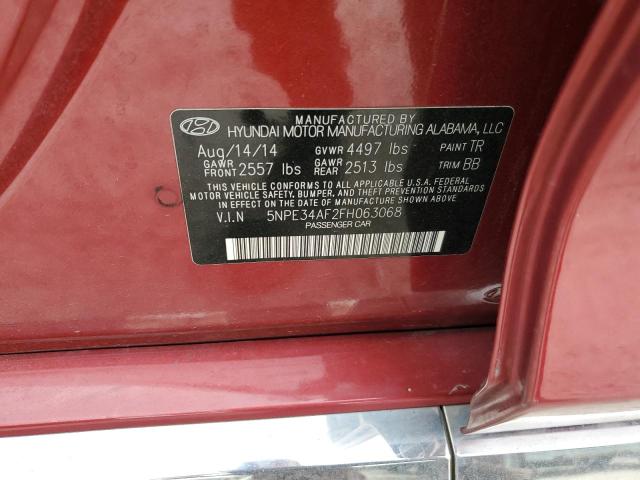 MANUFACTURED BY
HYUNDAI MOTOR MANUFACTURING ALABAMA, LLC
Aug/14/14 GVWR 4497 lbs PAINT TR
GAWR FRONT 2557 lbs GAWR REAR 2513 lbs TRIM BB
THIS VEHICLE CONFORMS TO ALL APPLICABLE U.S.A. FEDERAL
MOTOR VEHICLE SAFETY, BUMPER, AND THEFT PREVENTION STANDARDS
IN EFFECT ON THE DATE OF MANUFACTURE SHOWN ABOVE
V.I.N 5NPE34AF2FH063068
PASSENGER CAR